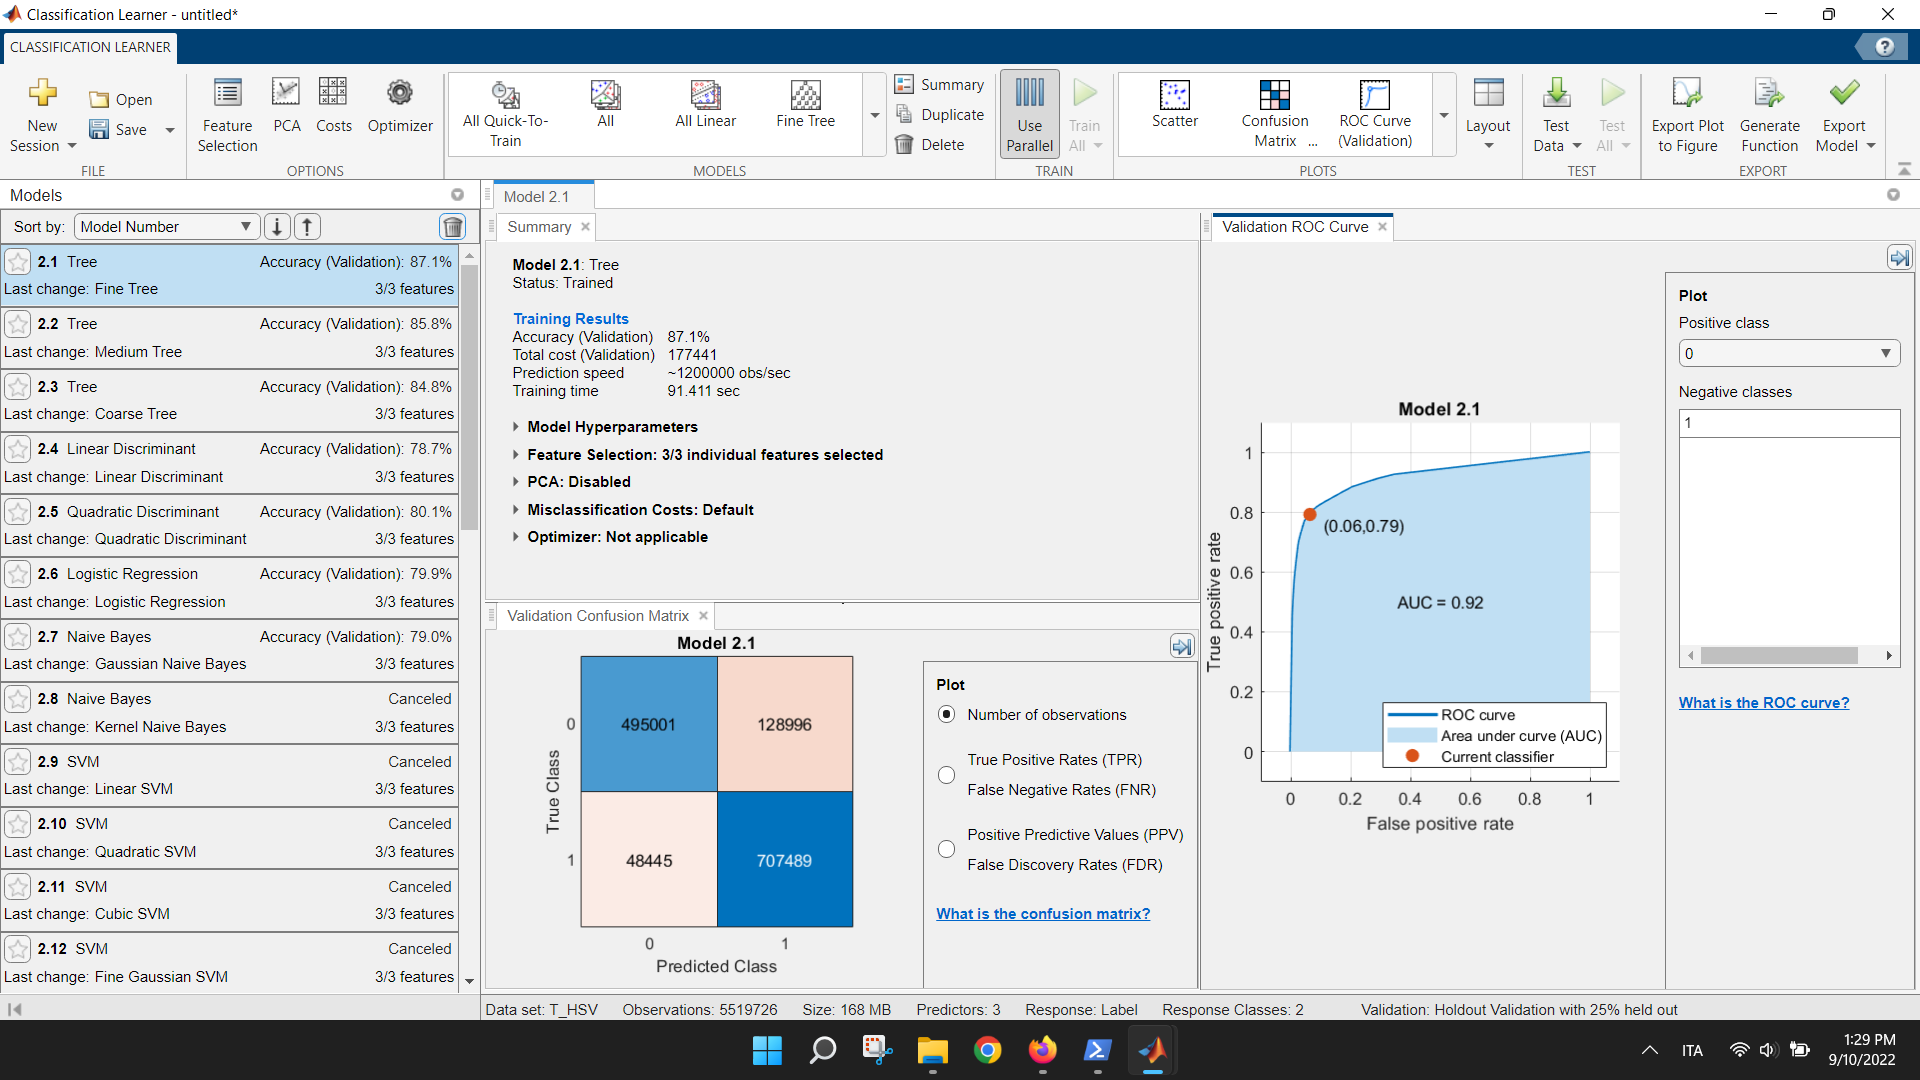 Classification Learner - untitled*
CLASSIFICATION LEARNER
?
New Session
Open
Save
FILE
Feature Selection
PCA
Costs
Optimizer
OPTIONS
All Quick-To-Train
All
All Linear
Fine Tree
MODELS
Summary
Duplicate
Delete
Use Parallel
Train All
TRAIN
Scatter
Confusion Matrix ...
ROC Curve (Validation)
PLOTS
Layout
Test Data
Test All
TEST
Export Plot to Figure
Generate Function
Export Model
EXPORT
Models
Sort by: Model Number
2.1 Tree Accuracy (Validation): 87.1%
Last change: Fine Tree 3/3 features
2.2 Tree Accuracy (Validation): 85.8%
Last change: Medium Tree 3/3 features
2.3 Tree Accuracy (Validation): 84.8%
Last change: Coarse Tree 3/3 features
2.4 Linear Discriminant Accuracy (Validation): 78.7%
Last change: Linear Discriminant 3/3 features
2.5 Quadratic Discriminant Accuracy (Validation): 80.1%
Last change: Quadratic Discriminant 3/3 features
2.6 Logistic Regression Accuracy (Validation): 79.9%
Last change: Logistic Regression 3/3 features
2.7 Naive Bayes Accuracy (Validation): 79.0%
Last change: Gaussian Naive Bayes 3/3 features
2.8 Naive Bayes Canceled
Last change: Kernel Naive Bayes 3/3 features
2.9 SVM Canceled
Last change: Linear SVM 3/3 features
2.10 SVM Canceled
Last change: Quadratic SVM 3/3 features
2.11 SVM Canceled
Last change: Cubic SVM 3/3 features
2.12 SVM Canceled
Last change: Fine Gaussian SVM 3/3 features
Model 2.1
Summary
Model 2.1: Tree
Status: Trained
Training Results
Accuracy (Validation) 87.1%
Total cost (Validation) 177441
Prediction speed ~1200000 obs/sec
Training time 91.411 sec
Model Hyperparameters
Feature Selection: 3/3 individual features selected
PCA: Disabled
Misclassification Costs: Default
Optimizer: Not applicable
Validation Confusion Matrix
Model 2.1
True Class
0 495001 128996
1 48445 707489
0 1
Predicted Class
Plot
Number of observations
True Positive Rates (TPR)
False Negative Rates (FNR)
Positive Predictive Values (PPV)
False Discovery Rates (FDR)
What is the confusion matrix?
Validation ROC Curve
Model 2.1
True positive rate
1
0.8
0.6
0.4
0.2
0
(0.06,0.79)
AUC = 0.92
ROC curve
Area under curve (AUC)
Current classifier
0 0.2 0.4 0.6 0.8 1
False positive rate
Plot
Positive class
0
Negative classes
1
What is the ROC curve?
Data set: T_HSV Observations: 5519726 Size: 168 MB Predictors: 3 Response: Label Response Classes: 2 Validation: Holdout Validation with 25% held out
ITA
1:29 PM
9/10/2022